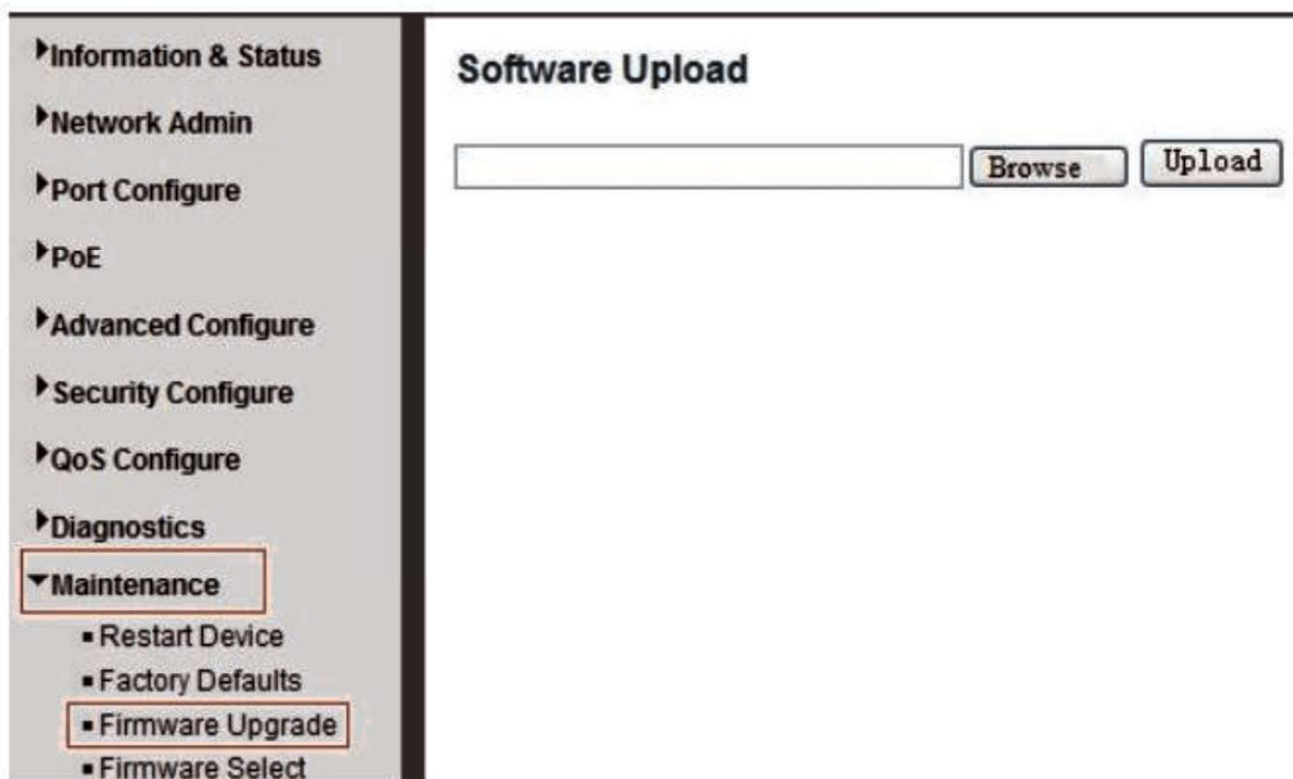 Information & Status
Network Admin
Port Configure
PoE
Advanced Configure
Security Configure
QoS Configure
Diagnostics
Maintenance
Restart Device
Factory Defaults
Firmware Upgrade
Firmware Select
Software Upload
Browse
Upload